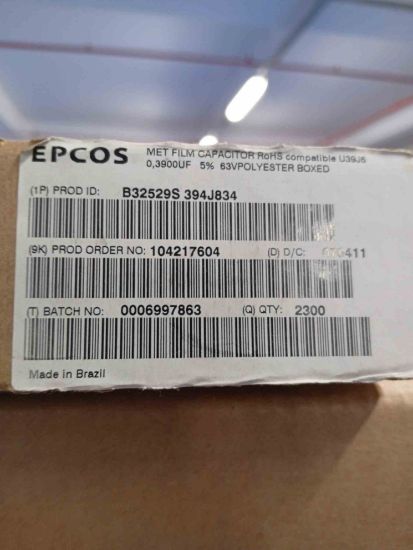 EPCOS MET FILM CAPACITOR RoHS compatible U39J6
0,3900UF 5% 63VPOLYESTER BOXED
(1P) PROD ID: B32529S 394J834
(9K) PROD ORDER NO: 104217604 (D) D/C:
(T) BATCH NO: 0006997863 (Q) QTY: 2300
Made in Brazil